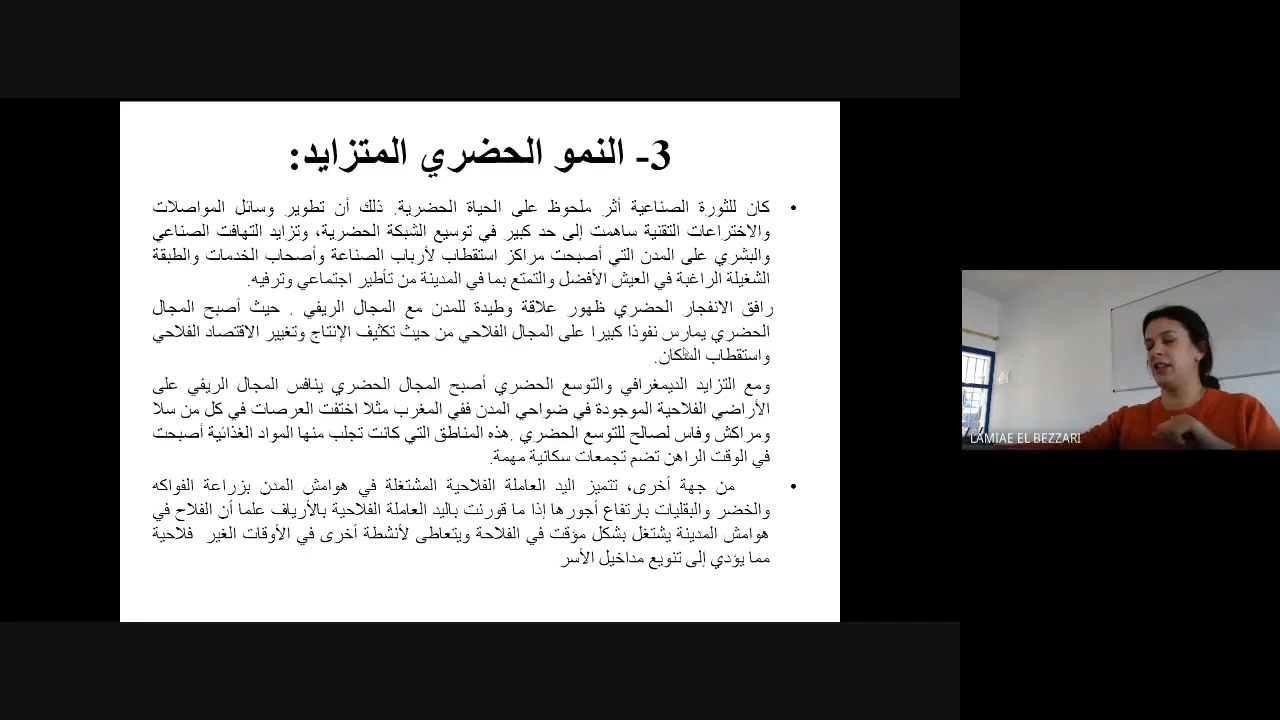 3- النمو الحضري المتزايد:
• كان للثورة الصناعية أثر ملحوظ على الحياة الحضرية. ذلك أن تطوير وسائل المواصلات
والاختراعات التقنية ساهمت إلى حد كبير في توسيع الشبكة الحضرية، وتزايد التهافت الصناعي
والبشري على المدن التي أصبحت مراكز استقطاب لأرباب الصناعة وأصحاب الخدمات والطبقة
الشغيلة الراغبة في العيش الأفضل والتمتع بما في المدينة من تأطير اجتماعي وترفيه.
رافق الانفجار الحضري ظهور علاقة وطيدة للمدن مع المجال الريفي . حيث أصبح المجال
الحضري يمارس نفوذا كبيرا على المجال الفلاحي من حيث تكثيف الإنتاج وتغيير الاقتصاد الفلاحي
واستقطاب السكان.
ومع التزايد الديمغرافي والتوسع الحضري أصبح المجال الحضري ينافس المجال الريفي على
الأراضي الفلاحية الموجودة في ضواحي المدن ففي المغرب مثلا اختفت العرصات في كل من سلا
ومراكش وفاس لصالح للتوسع الحضري .هذه المناطق التي كانت تجلب منها المواد الغذائية أصبحت
في الوقت الراهن تضم تجمعات سكانية مهمة.
• من جهة أخرى، تتميز اليد العاملة الفلاحية المشتغلة في هوامش المدن بزراعة الفواكه
والخضر والبقليات بارتفاع أجورها إذا ما قورنت باليد العاملة الفلاحية بالأرياف علما أن الفلاح في
هوامش المدينة يشتغل بشكل مؤقت في الفلاحة ويتعاطى لأنشطة أخرى في الأوقات الغير فلاحية
مما يؤدي إلى تنويع مداخيل الأسر
LAMIAE EL BEZZARI